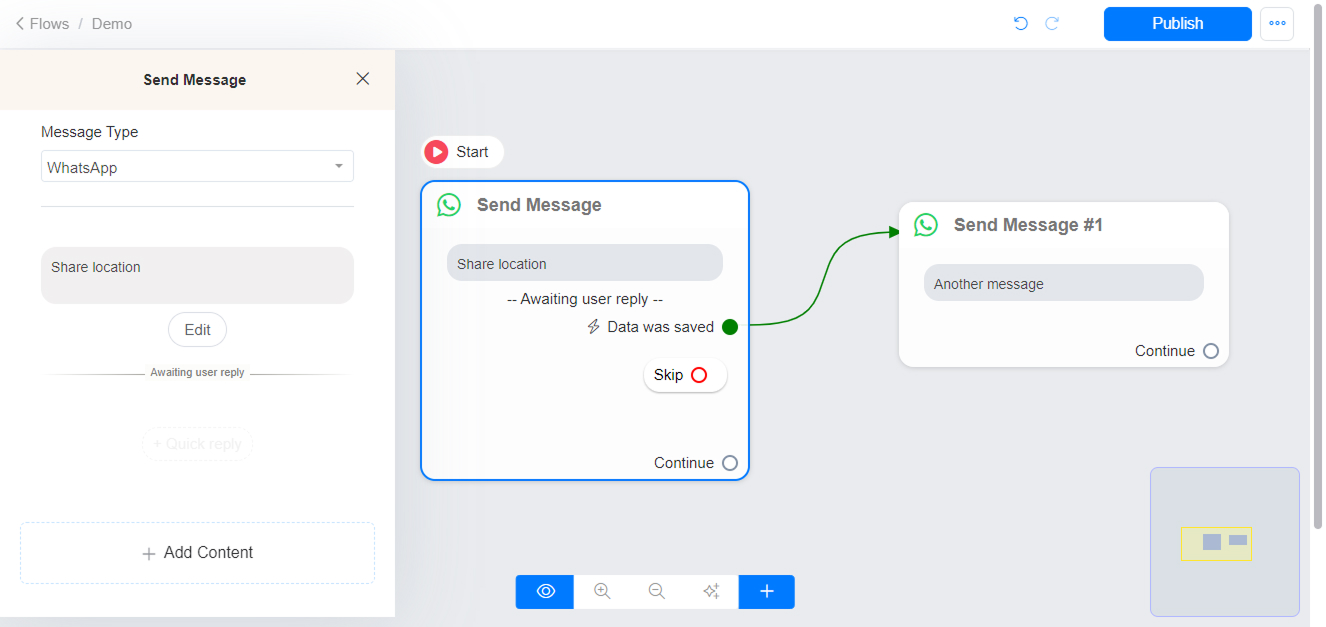 Flows / Demo
Publish
Send Message
Message Type
WhatsApp
Share location
Edit
Awaiting user reply
+ Quick reply
+ Add Content
Start
Send Message
Share location
-- Awaiting user reply --
Data was saved
Skip
Continue
Send Message #1
Another message
Continue